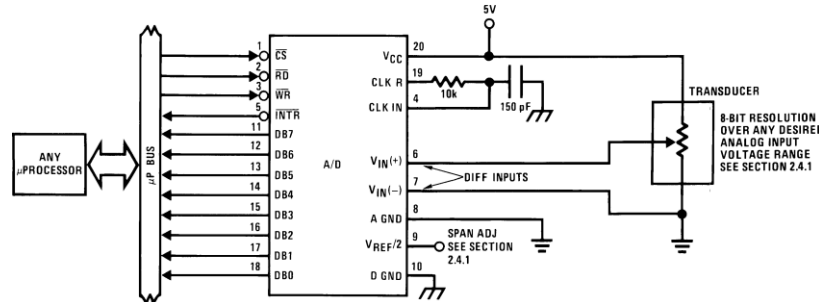 5V
1
CS
2
RD
3
WR
5
INTR
11
DB7
12
DB6
13
DB5
14
DB4
15
DB3
16
DB2
17
DB1
18
DB0
ANY
μPROCESSOR
μP BUS
A/D
VCC
20
CLK R
19
10k
CLK IN
4
150 pF
VIN(+)
6
DIFF INPUTS
VIN(−)
7
A GND
8
VREF/2
9
SPAN ADJ
SEE SECTION
2.4.1
D GND
10
TRANSDUCER
8-BIT RESOLUTION
OVER ANY DESIRED
ANALOG INPUT
VOLTAGE RANGE
SEE SECTION 2.4.1